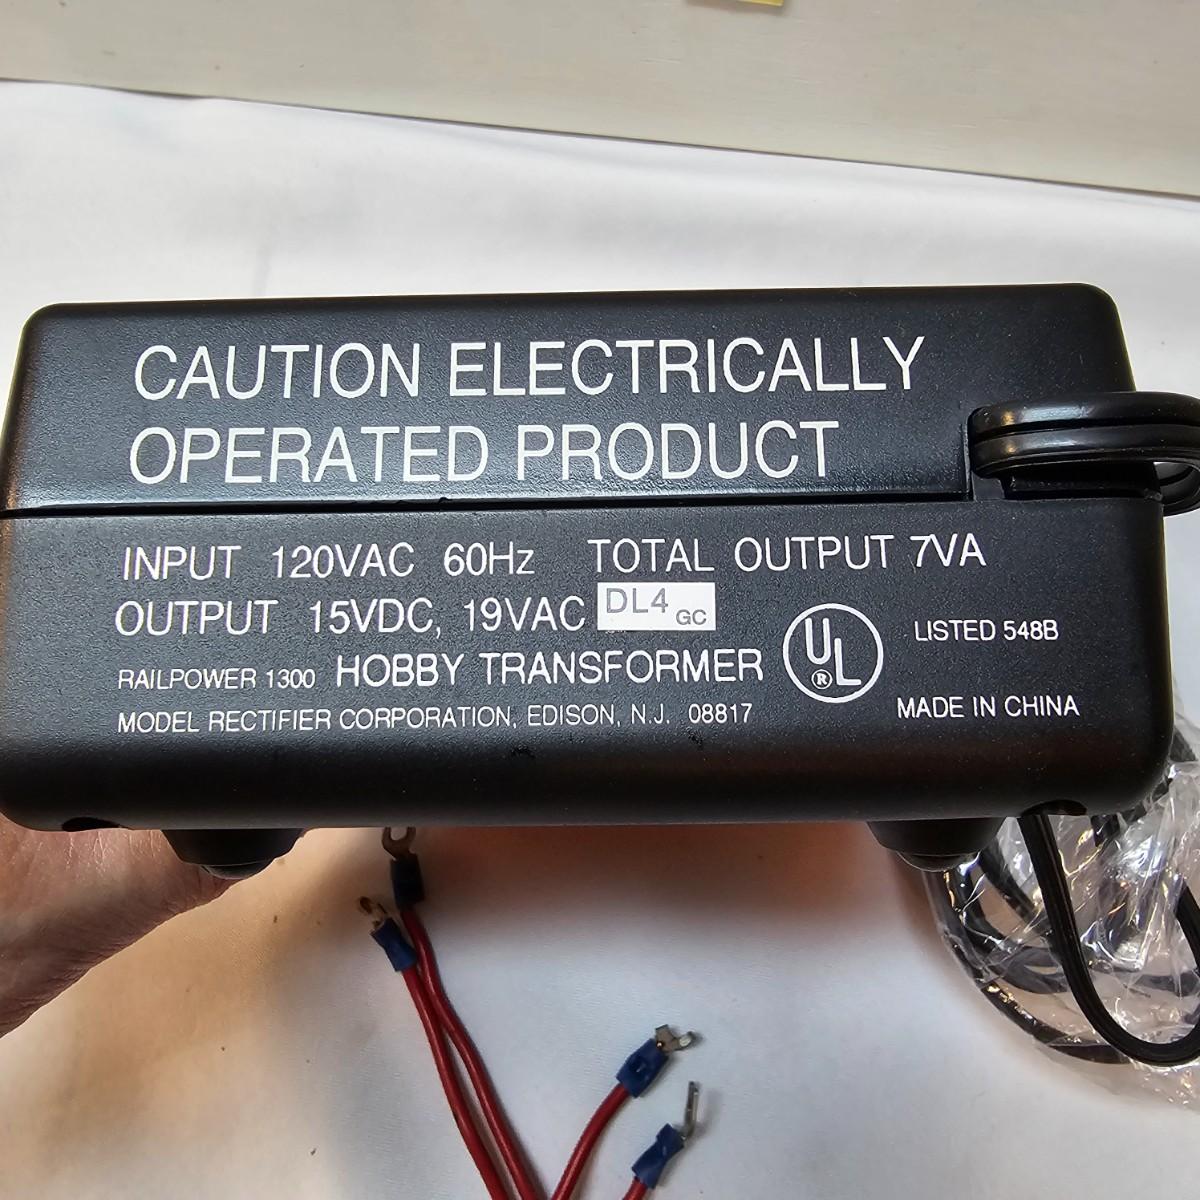 CAUTION ELECTRICALLY
OPERATED PRODUCT
INPUT 120VAC 60Hz TOTAL OUTPUT 7VA
OUTPUT 15VDC, 19VAC DL4 GC
RAILPOWER 1300 HOBBY TRANSFORMER UL ® LISTED 548B
MODEL RECTIFIER CORPORATION, EDISON, N.J. 08817 MADE IN CHINA